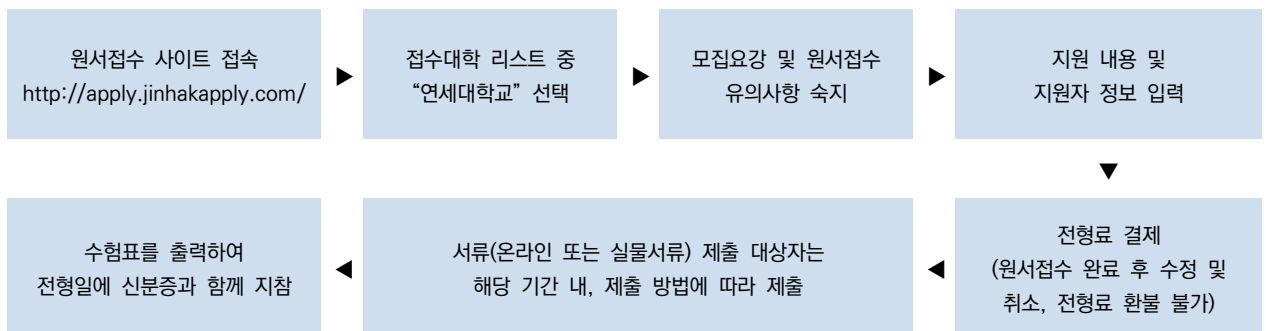 원서접수 사이트 접속
http://apply.jinhakapply.com/
▶
접수대학 리스트 중
“연세대학교” 선택
▶
모집요강 및 원서접수
유의사항 숙지
▶
지원 내용 및
지원자 정보 입력
▼
전형료 결제
(원서접수 완료 후 수정 및
취소, 전형료 환불 불가)
◀
서류(온라인 또는 실물서류) 제출 대상자는
해당 기간 내, 제출 방법에 따라 제출
◀
수험표를 출력하여
전형일에 신분증과 함께 지참